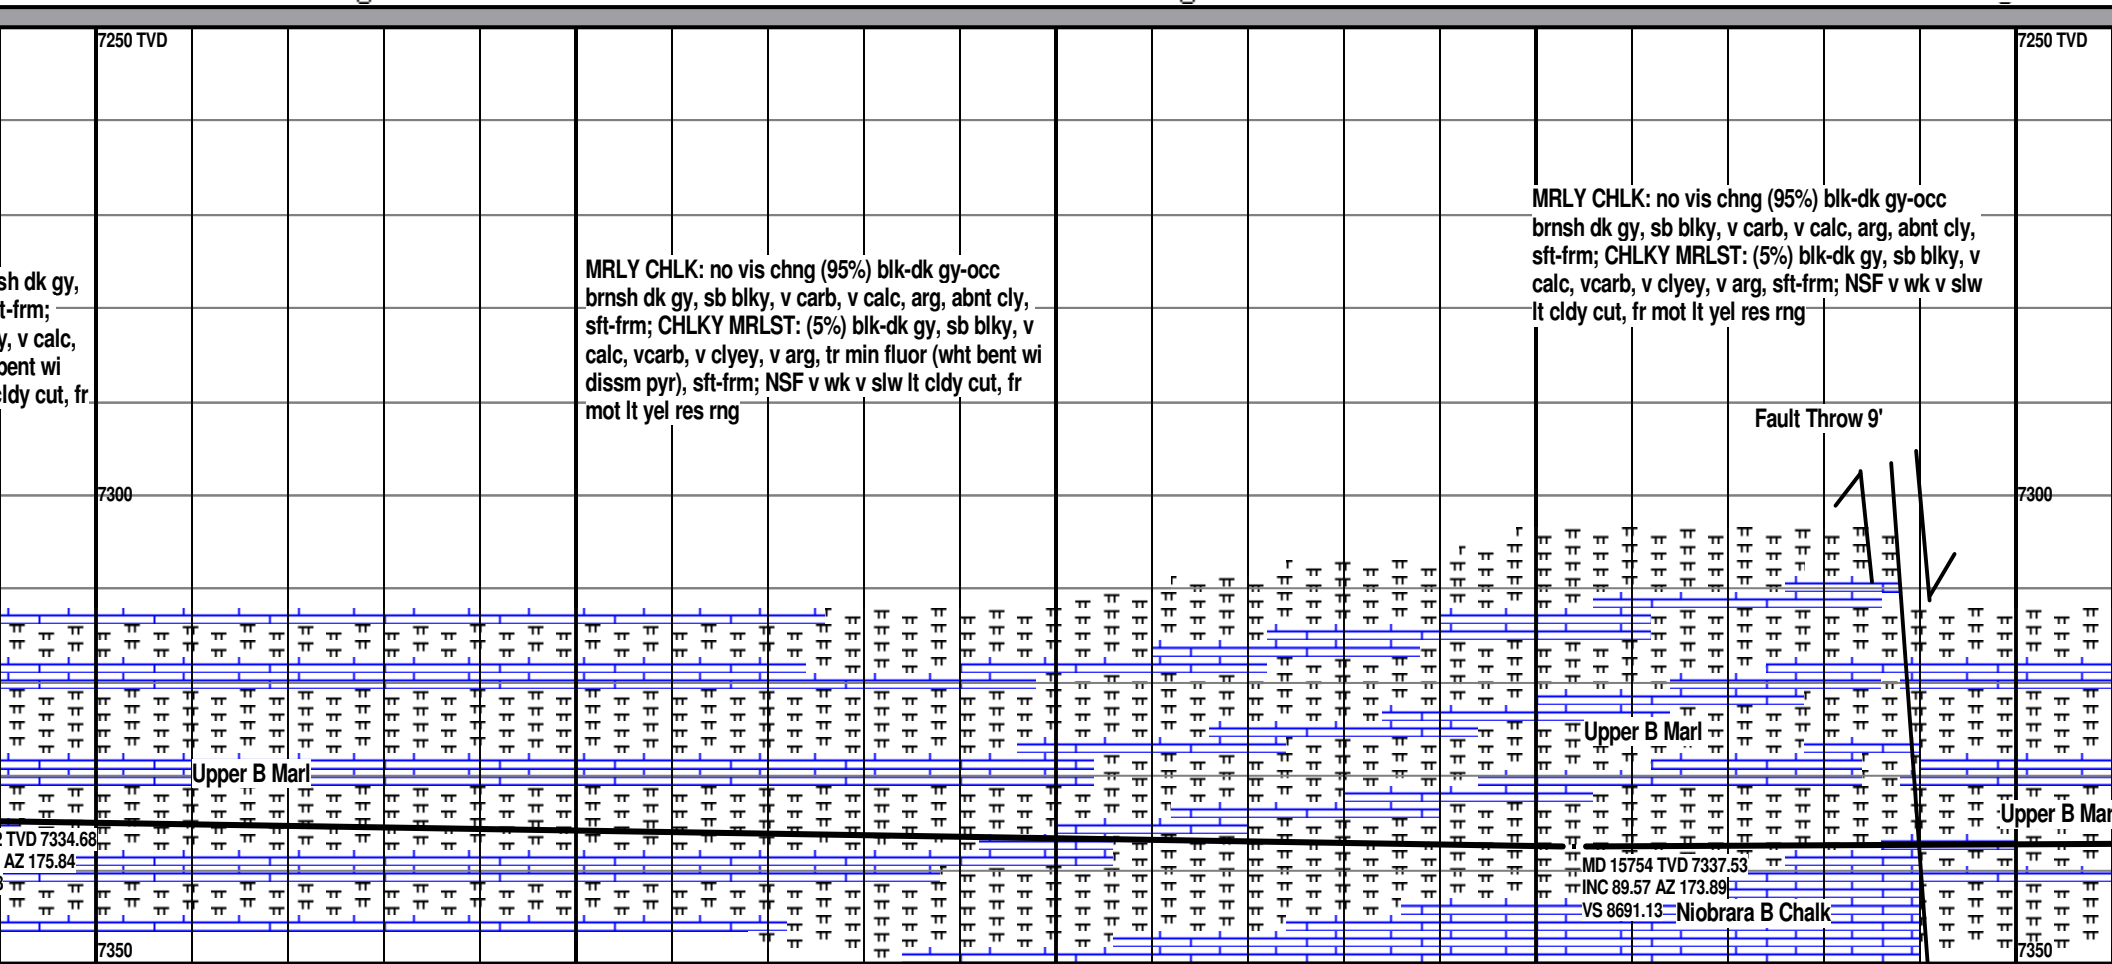 7250 TVD
7250 TVD
sh dk gy,
t-frm;
y, v calc,
bent wi
cldy cut, fr
MRLY CHLK: no vis chng (95%) blk-dk gy-occ
brnsh dk gy, sb blky, v carb, v calc, arg, abnt cly,
sft-frm; CHLKY MRLST: (5%) blk-dk gy, sb blky, v
calc, vcarb, v clyey, v arg, tr min fluor (wht bent wi
dissm pyr), sft-frm; NSF v wk v slw lt cldy cut, fr
mot lt yel res rng
MRLY CHLK: no vis chng (95%) blk-dk gy-occ
brnsh dk gy, sb blky, v carb, v calc, arg, abnt cly,
sft-frm; CHLKY MRLST: (5%) blk-dk gy, sb blky, v
calc, vcarb, v clyey, v arg, sft-frm; NSF v wk v slw
lt cldy cut, fr mot lt yel res rng
Fault Throw 9'
7300
7300
Upper B Marl
Upper B Marl
Upper B Mar
2 TVD 7334.68
AZ 175.84
3
MD 15754 TVD 7337.53
INC 89.57 AZ 173.89
VS 8691.13
Niobrara B Chalk
7350
7350